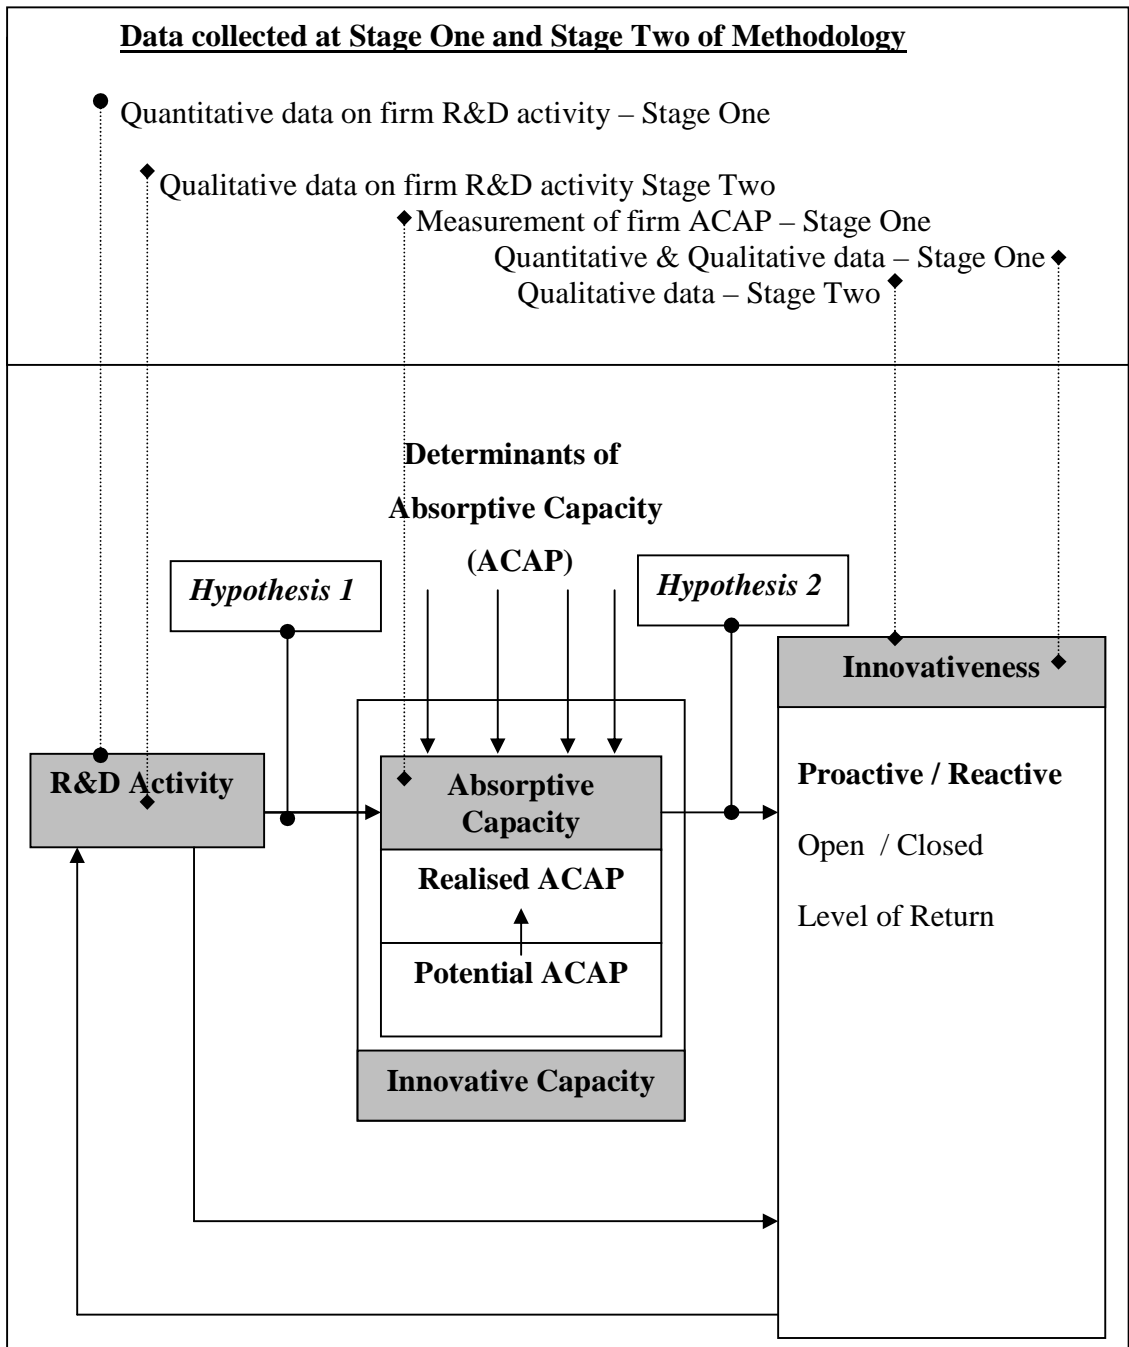 Data collected at Stage One and Stage Two of Methodology
Quantitative data on firm R&D activity – Stage One
Qualitative data on firm R&D activity Stage Two
Measurement of firm ACAP – Stage One
Quantitative & Qualitative data – Stage One
Qualitative data – Stage Two
Determinants of
Absorptive Capacity
(ACAP)
Hypothesis 1
Hypothesis 2
Innovativeness
R&D Activity
Absorptive
Capacity
Proactive / Reactive
Open / Closed
Level of Return
Realised ACAP
Potential ACAP
Innovative Capacity